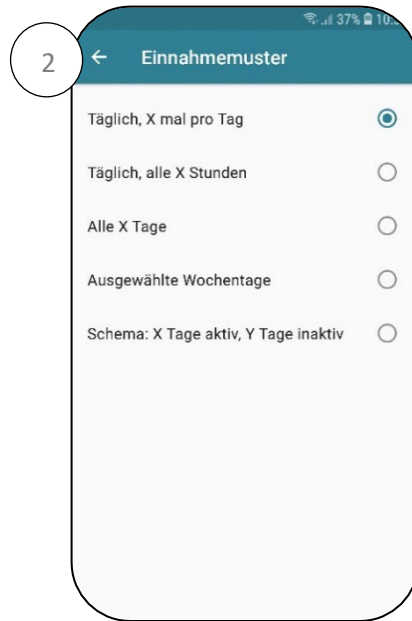 37% 10:
2
Einnahmemuster
Täglich, X mal pro Tag
Täglich, alle X Stunden
Alle X Tage
Ausgewählte Wochentage
Schema: X Tage aktiv, Y Tage inaktiv